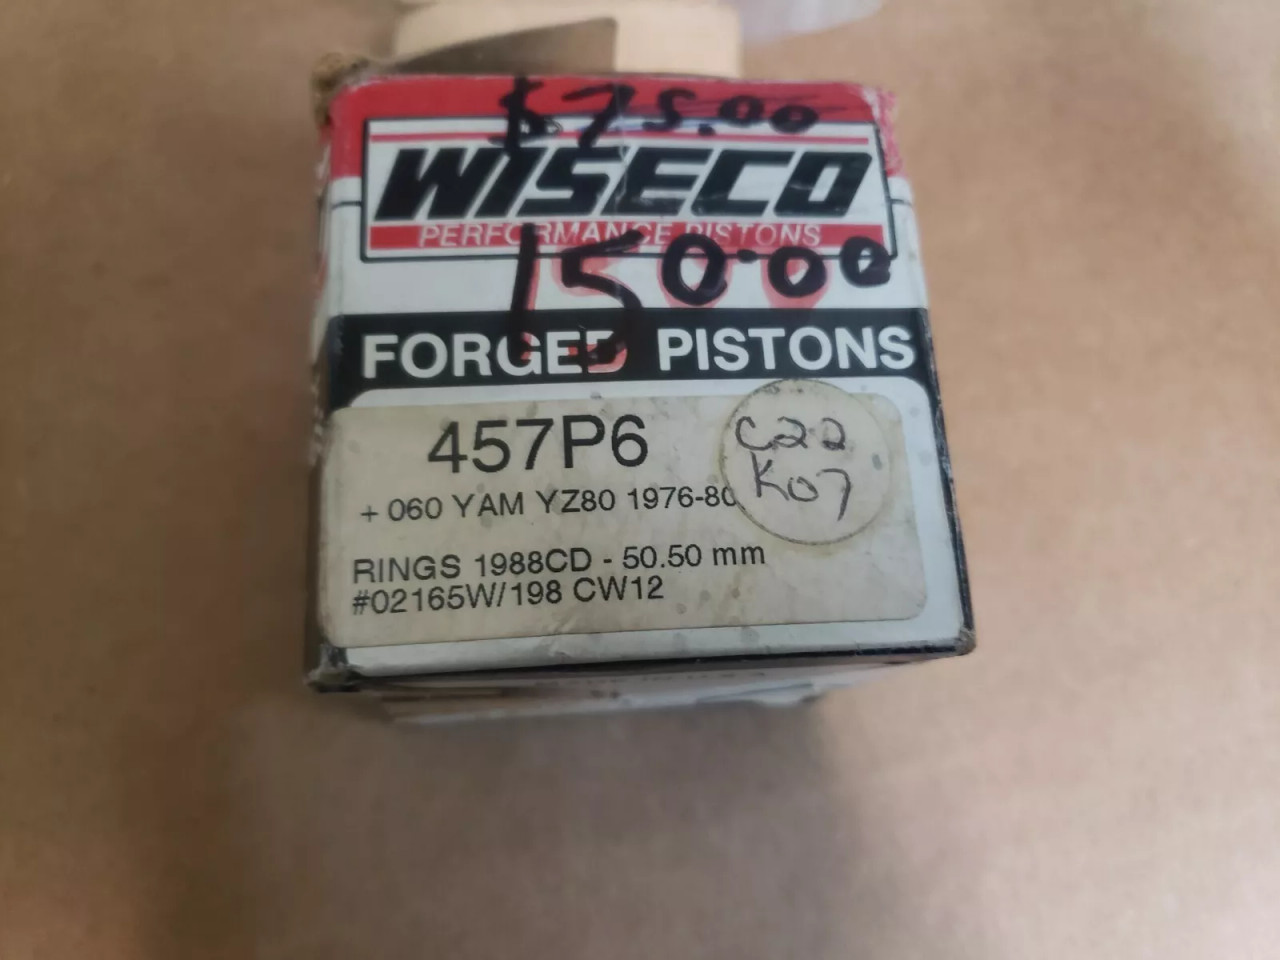 $75.00
WISECO
PERFORMANCE PISTONS
150.00
FORGED PISTONS
457P6
C22
K07
+ 060 YAM YZ80 1976-80
RINGS 1988CD - 50.50 mm
#02165W/198 CW12